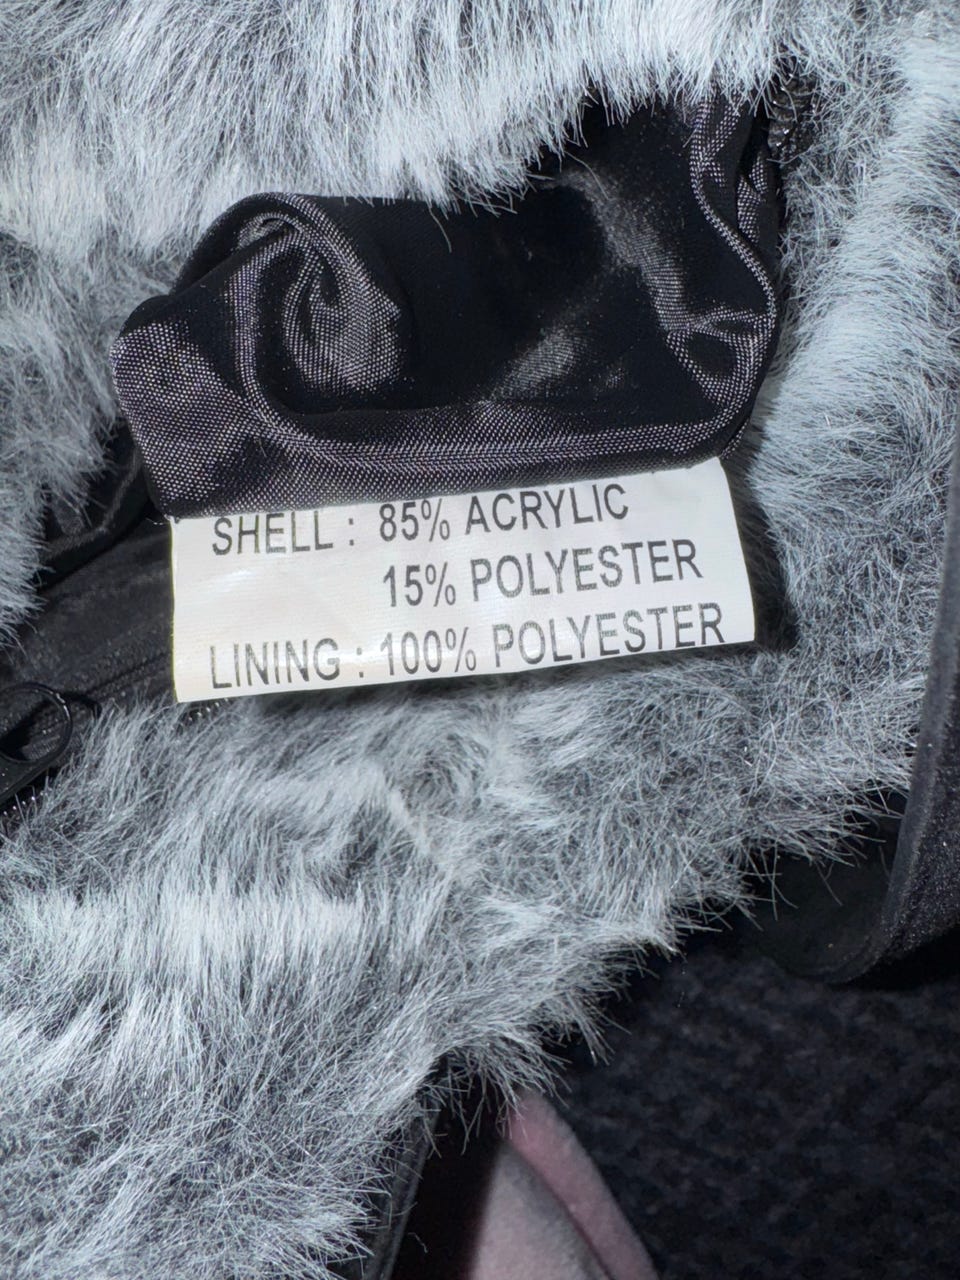 SHELL : 85% ACRYLIC
15% POLYESTER
LINING : 100% POLYESTER